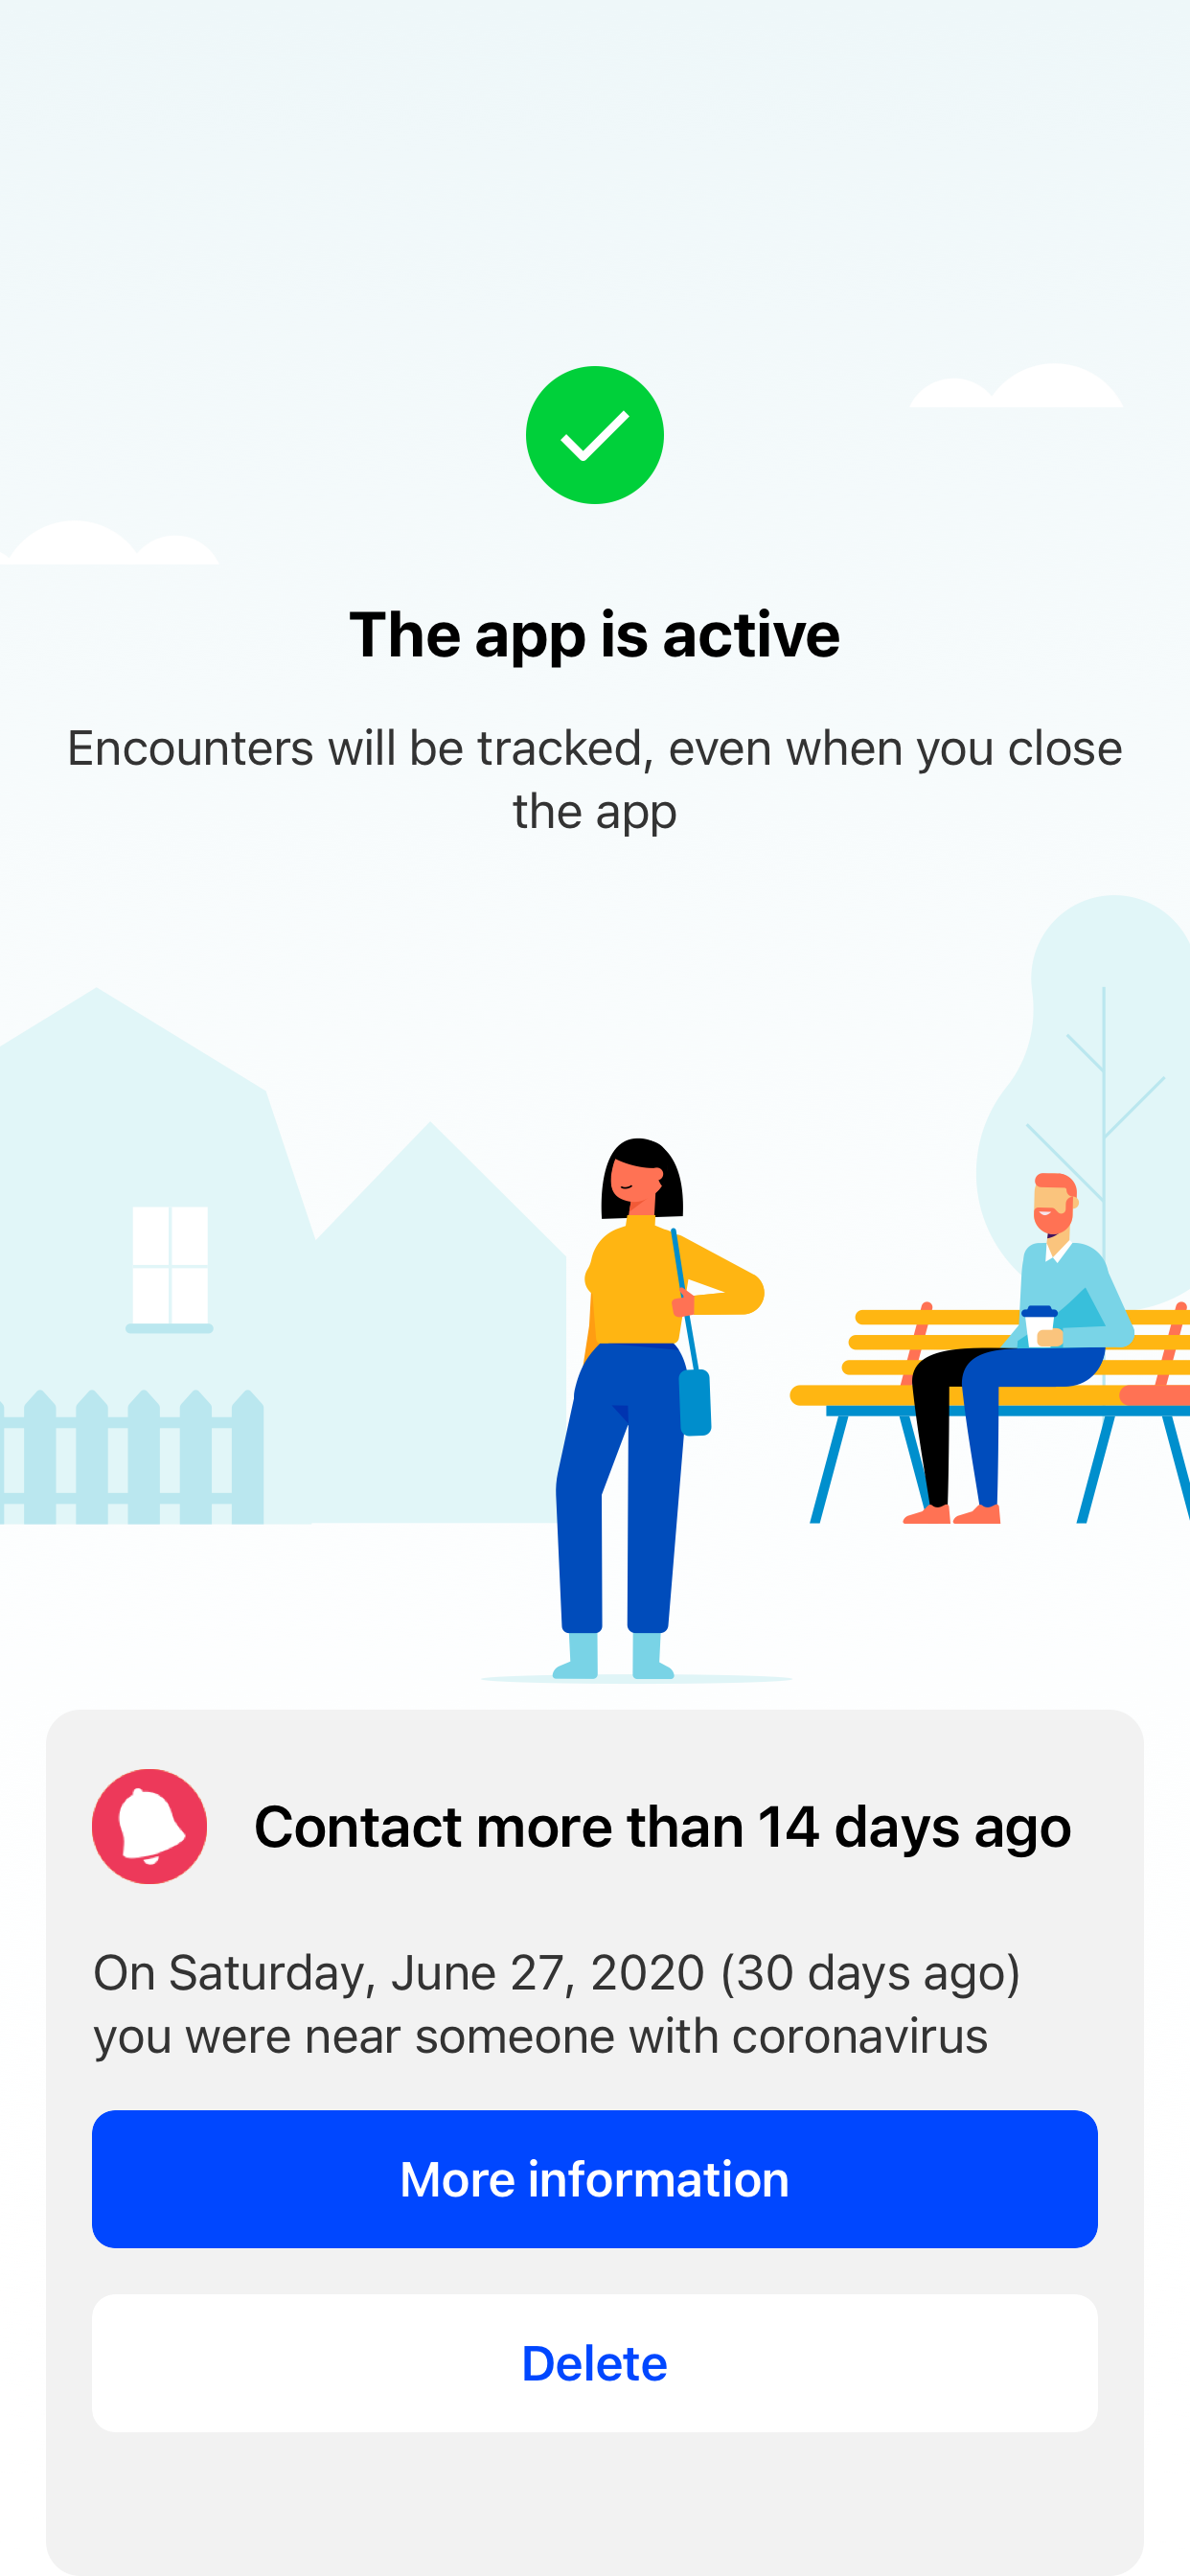 The app is active
Encounters will be tracked, even when you close
the app
Contact more than 14 days ago
On Saturday, June 27, 2020 (30 days ago)
you were near someone with coronavirus
More information
Delete